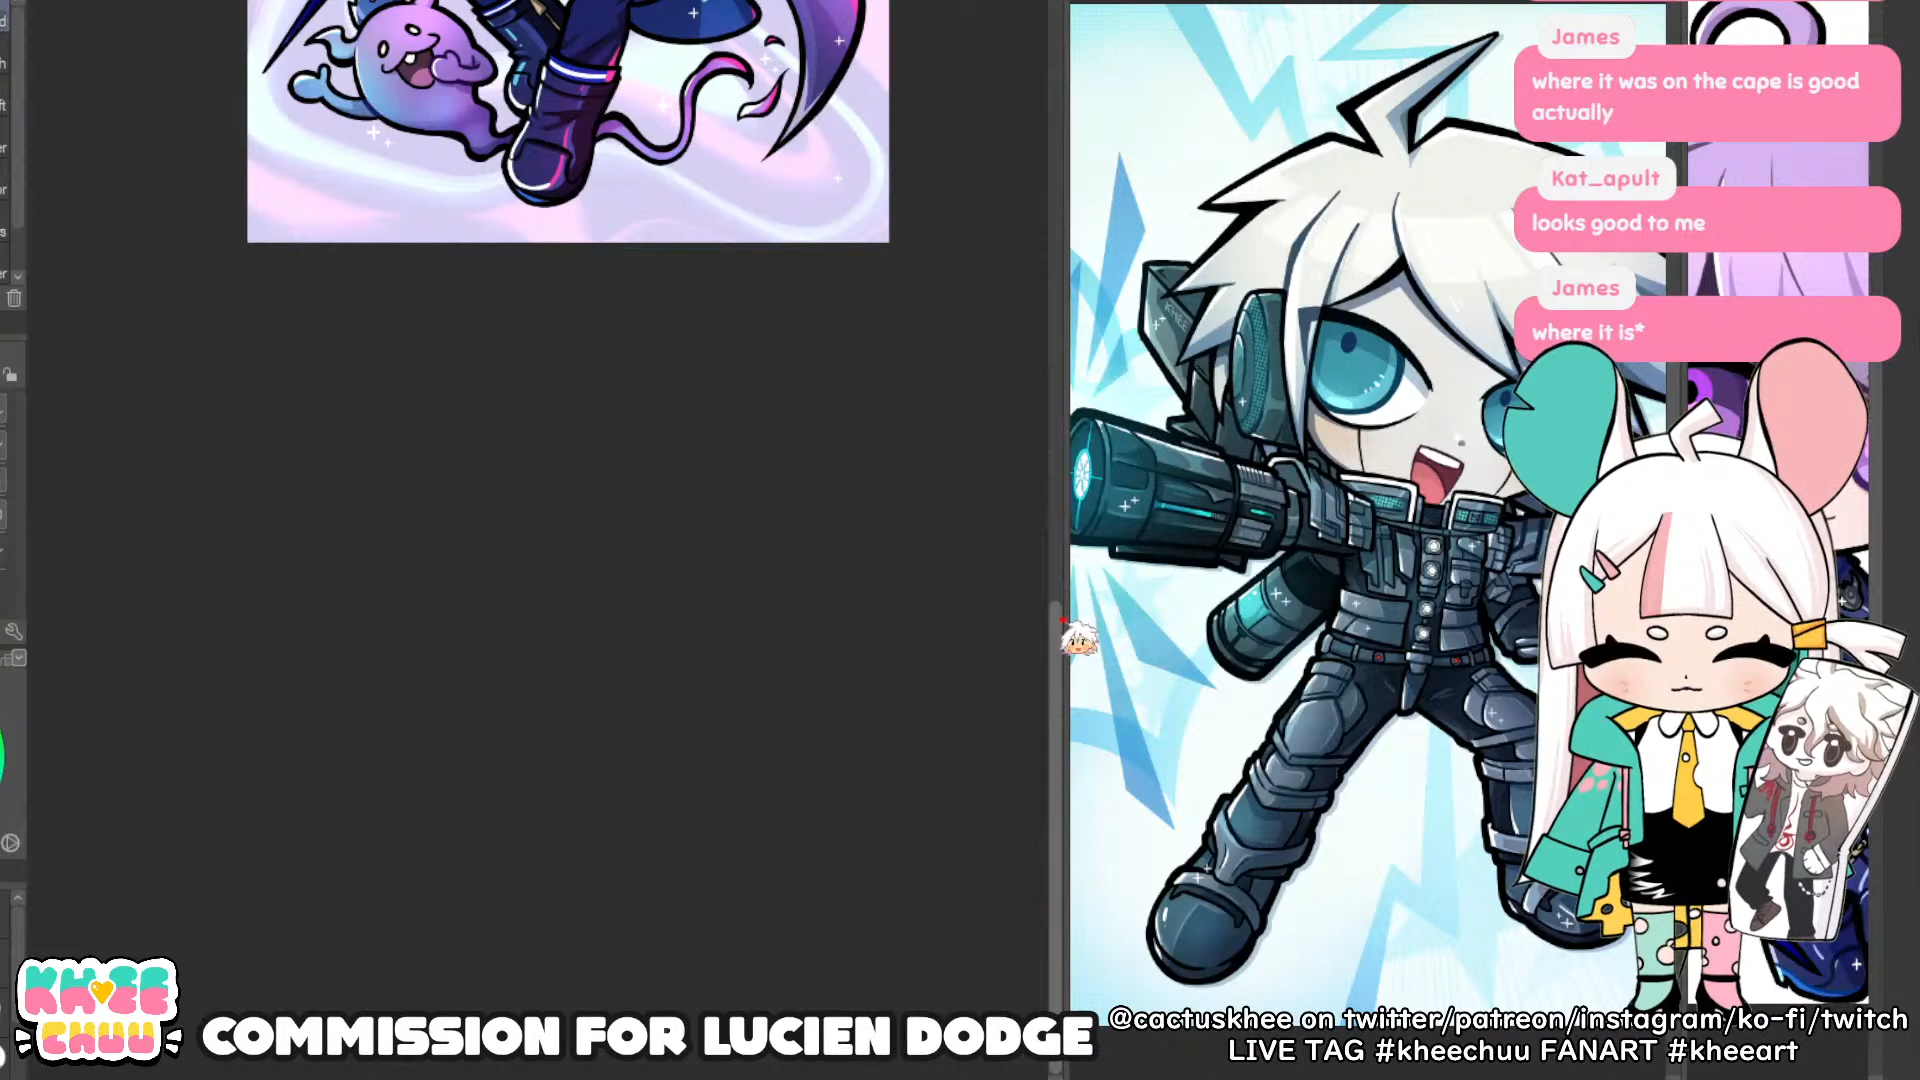 James
where it was on the cape is good
actually
Kat_apult
looks good to me
James
where it is*
KHEE
KHEE
CHUU
COMMISSION FOR LUCIEN DODGE
@cactuskhee on twitter/patreon/instagram/ko-fi/twitch
LIVE TAG #kheechuu FANART #kheeart